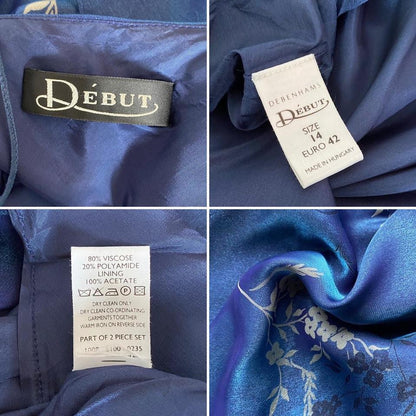 DÉBUT
DEBENHAMS
DÉBUT
SIZE
14
EURO 42
MADE IN HUNGARY
80% VISCOSE
20% POLYAMIDE
LINING
100% ACETATE
DRY CLEAN ONLY
DRY CLEAN CO-ORDINATING
GARMENTS TOGETHER
WARM IRON ON REVERSE SIDE
PART OF 2 PIECE SET
0235